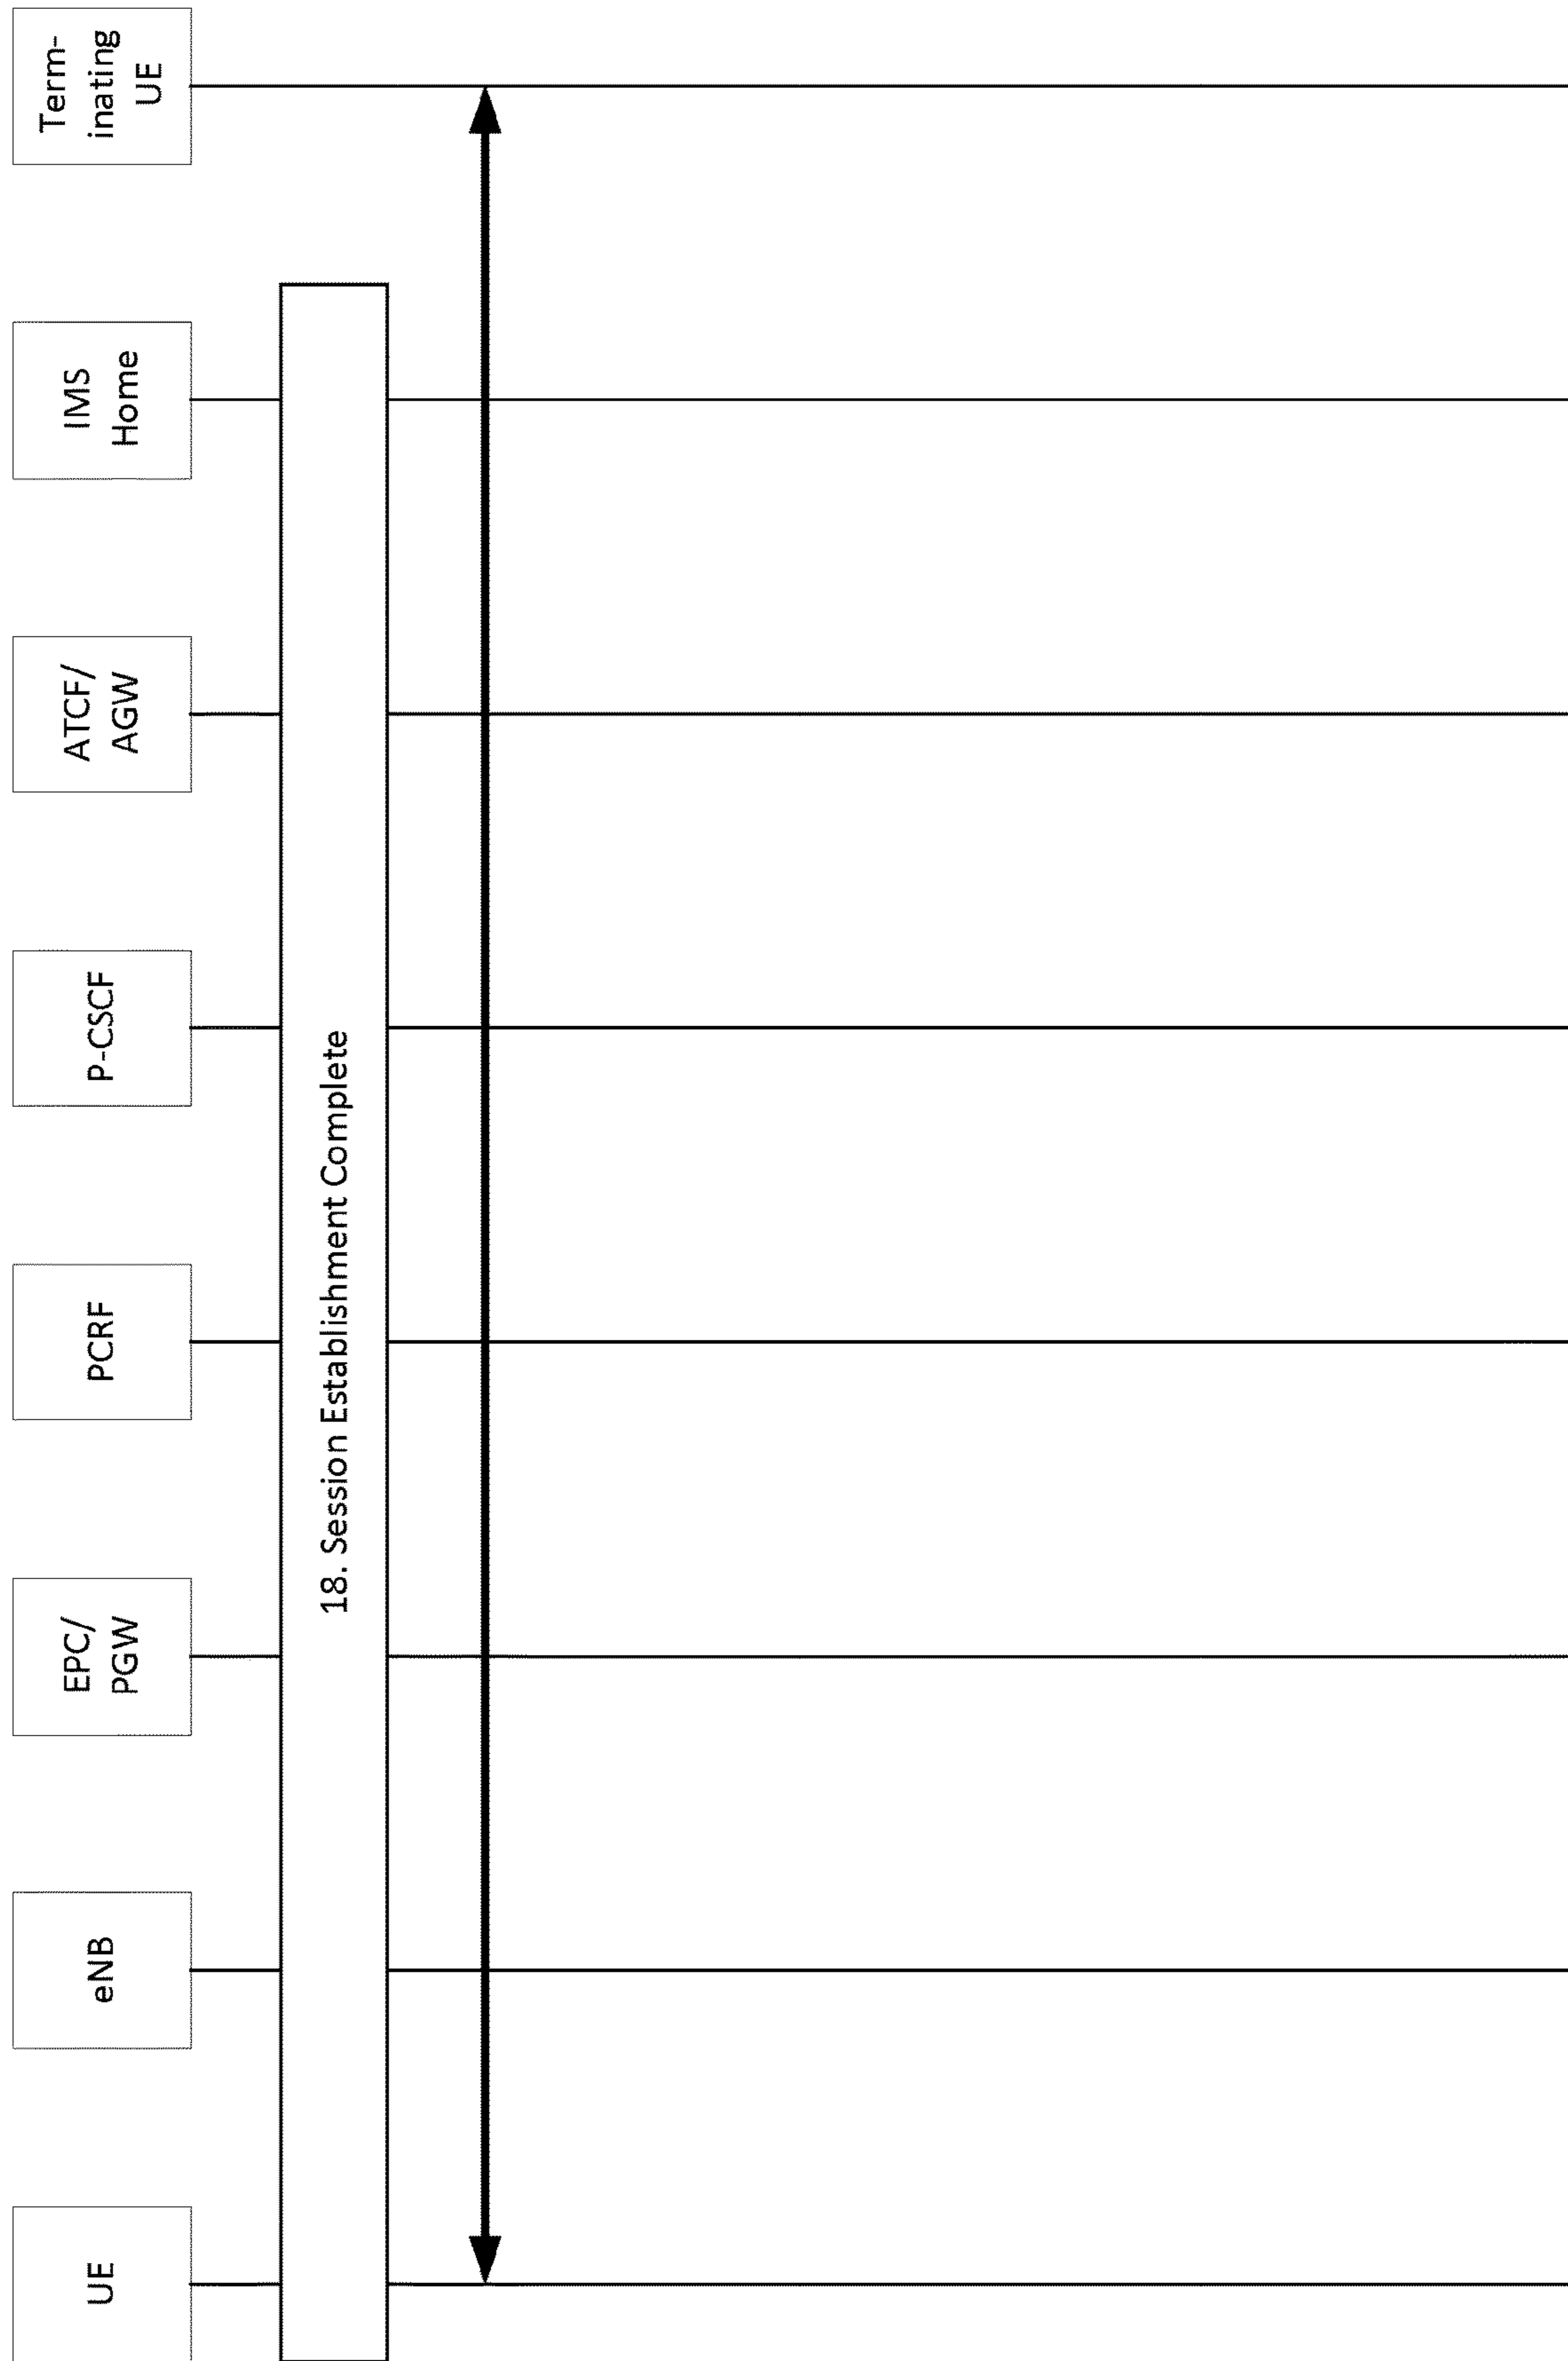 UE
eNB
EPC/
PGW
PCRF
P-CSCF
ATCF/
AGW
IMS
Home
Term-
inating
UE
18. Session Establishment Complete